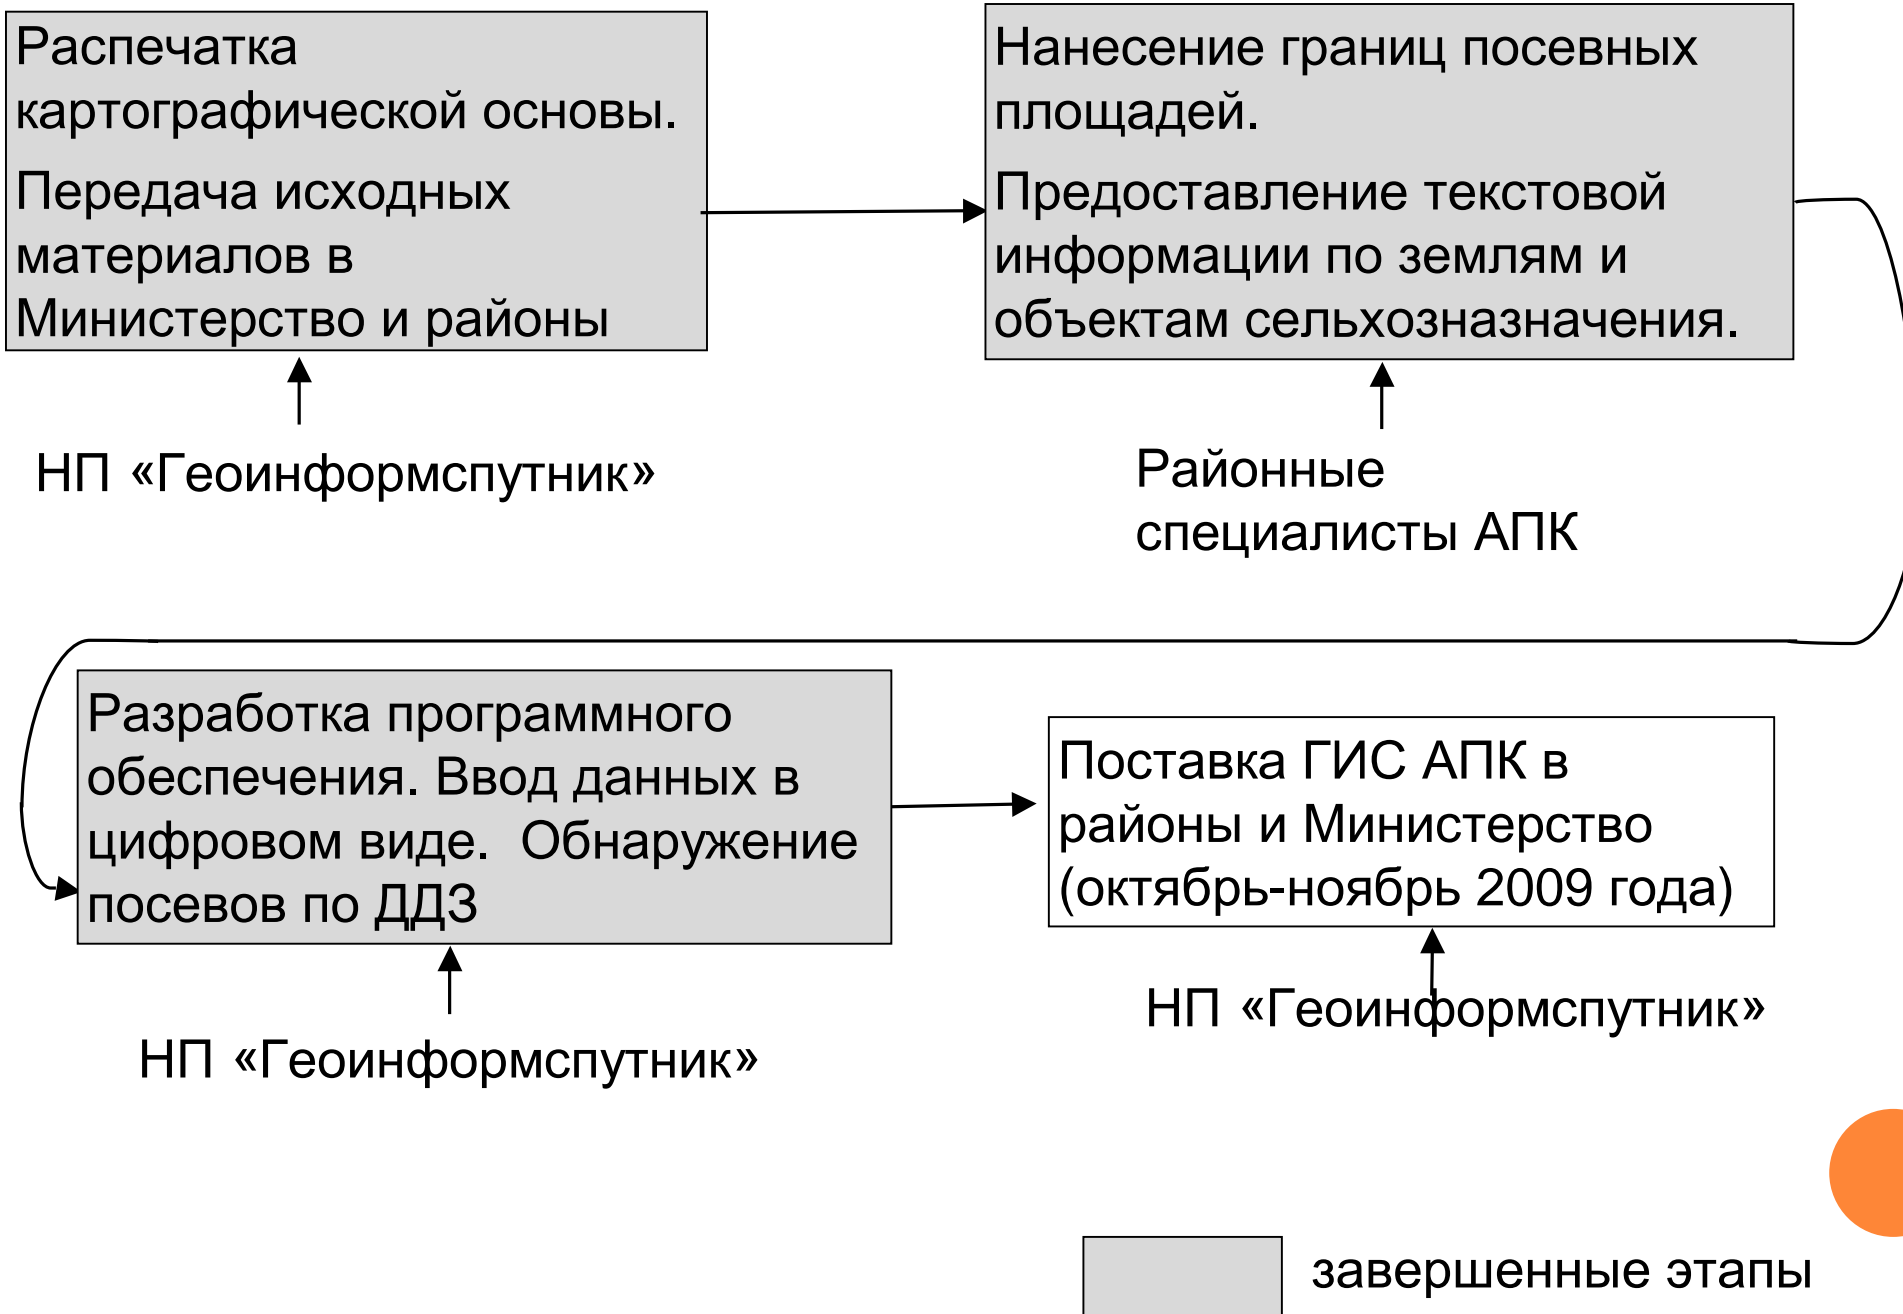 Распечатка
картографической основы.
Передача исходных
материалов в
Министерство и районы
Нанесение границ посевных
площадей.
Предоставление текстовой
информации по землям и
объектам сельхозназначения.
НП «Геоинформспутник»
Районные
специалисты АПК
Разработка программного
обеспечения. Ввод данных в
цифровом виде.  Обнаружение
посевов по ДДЗ
Поставка ГИС АПК в
районы и Министерство
(октябрь-ноябрь 2009 года)
НП «Геоинформспутник»
НП «Геоинформспутник»
завершенные этапы